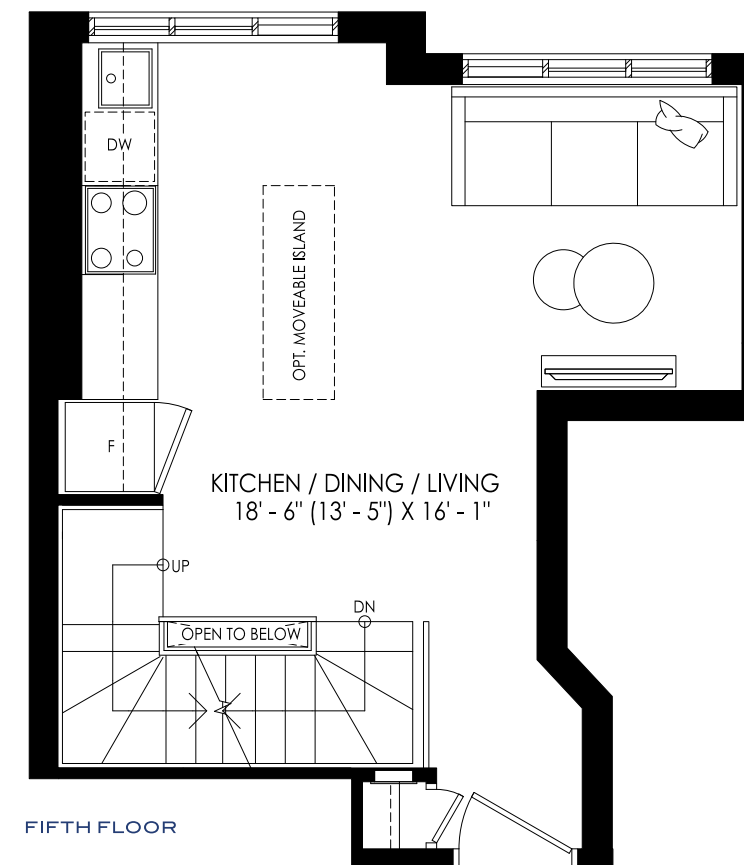 DW
OPT. MOVEABLE ISLAND
F
KITCHEN / DINING / LIVING
18' - 6" (13' - 5") X 16' - 1"
UP
DN
OPEN TO BELOW
FIFTH FLOOR